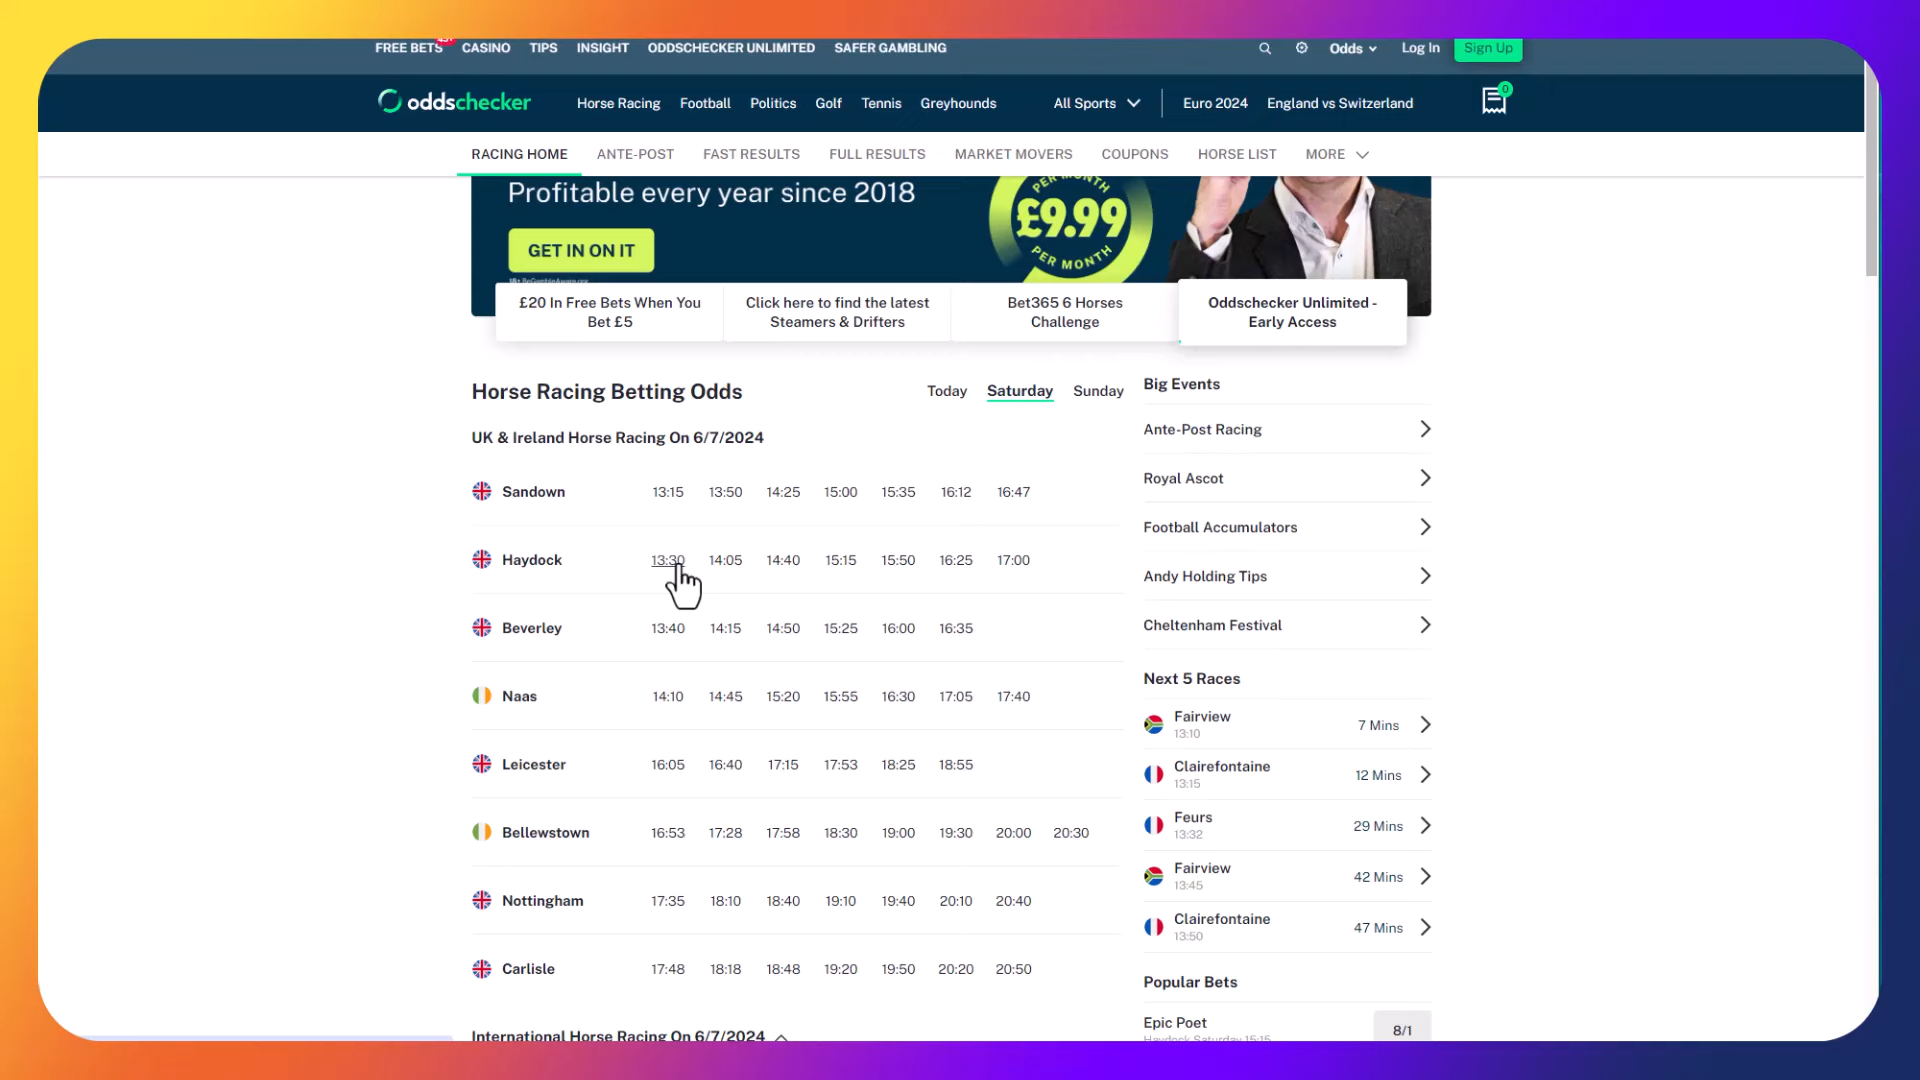 FREE BETS CASINO TIPS INSIGHT ODDSCHECKER UNLIMITED SAFER GAMBLING Odds Log In Sign Up
oddschecker Horse Racing Football Politics Golf Tennis Greyhounds All Sports Euro 2024 England vs Switzerland 0
RACING HOME ANTE-POST FAST RESULTS FULL RESULTS MARKET MOVERS COUPONS HORSE LIST MORE
Profitable every year since 2018
GET IN ON IT
PER MONTH
£9.99
PER MONTH
£20 In Free Bets When You
Bet £5
Click here to find the latest
Steamers & Drifters
Bet365 6 Horses
Challenge
Oddschecker Unlimited -
Early Access
Horse Racing Betting Odds Today Saturday Sunday
UK & Ireland Horse Racing On 6/7/2024
Sandown 13:15 13:50 14:25 15:00 15:35 16:12 16:47
Haydock 13:30 14:05 14:40 15:15 15:50 16:25 17:00
Beverley 13:40 14:15 14:50 15:25 16:00 16:35
Naas 14:10 14:45 15:20 15:55 16:30 17:05 17:40
Leicester 16:05 16:40 17:15 17:53 18:25 18:55
Bellewstown 16:53 17:28 17:58 18:30 19:00 19:30 20:00 20:30
Nottingham 17:35 18:10 18:40 19:10 19:40 20:10 20:40
Carlisle 17:48 18:18 18:48 19:20 19:50 20:20 20:50
International Horse Racing On 6/7/2024
Big Events
Ante-Post Racing
Royal Ascot
Football Accumulators
Andy Holding Tips
Cheltenham Festival
Next 5 Races
Fairview
13:10
7 Mins
Clairefontaine
13:15
12 Mins
Feurs
13:32
29 Mins
Fairview
13:45
42 Mins
Clairefontaine
13:50
47 Mins
Popular Bets
Epic Poet
Haydock Saturday 15:15
8/1